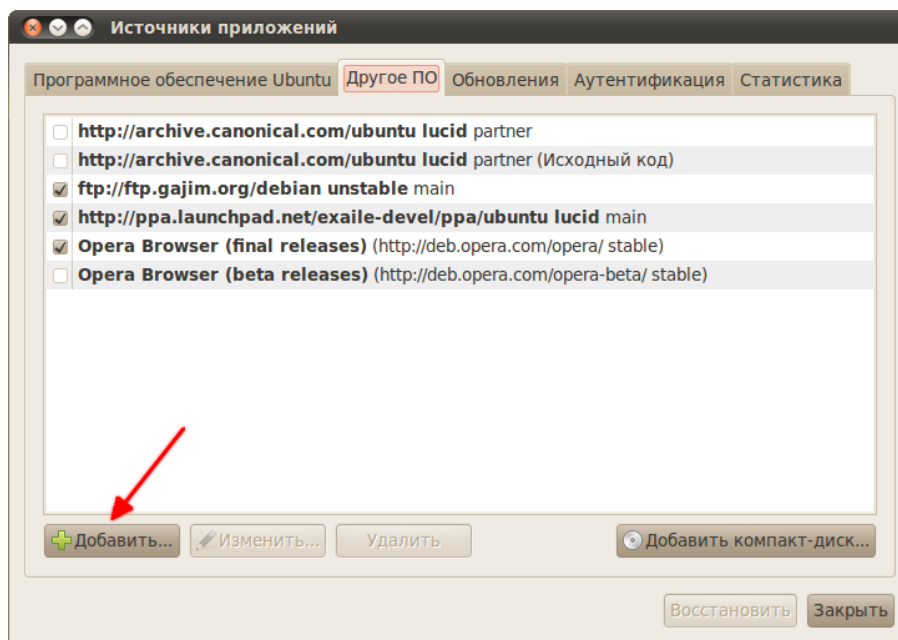 Источники приложений
Программное обеспечение Ubuntu Другое ПО Обновления Аутентификация Статистика
http://archive.canonical.com/ubuntu lucid partner
http://archive.canonical.com/ubuntu lucid partner (Исходный код)
ftp://ftp.gajim.org/debian unstable main
http://ppa.launchpad.net/exaile-devel/ppa/ubuntu lucid main
Opera Browser (final releases) (http://deb.opera.com/opera/ stable)
Opera Browser (beta releases) (http://deb.opera.com/opera-beta/ stable)
Добавить... Изменить... Удалить Добавить компакт-диск...
Восстановить Закрыть